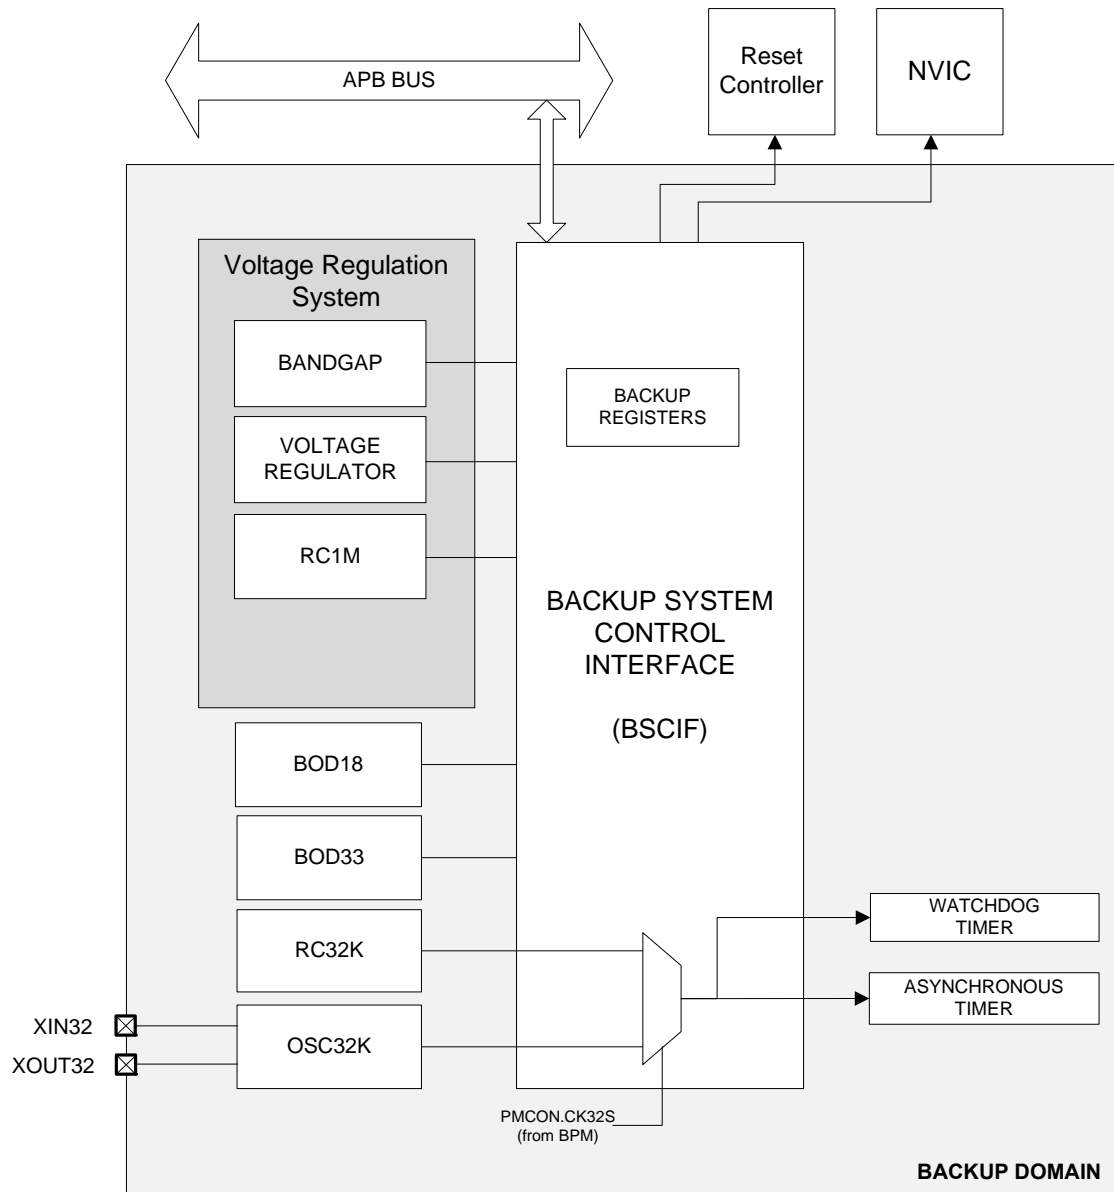 APB BUS
Reset
Controller
NVIC
Voltage Regulation
System
BANDGAP
VOLTAGE
REGULATOR
RC1M
BACKUP
REGISTERS
BACKUP SYSTEM
CONTROL
INTERFACE
(BSCIF)
BOD18
BOD33
RC32K
OSC32K
XIN32
XOUT32
WATCHDOG
TIMER
ASYNCHRONOUS
TIMER
PMCON.CK32S
(from BPM)
BACKUP DOMAIN